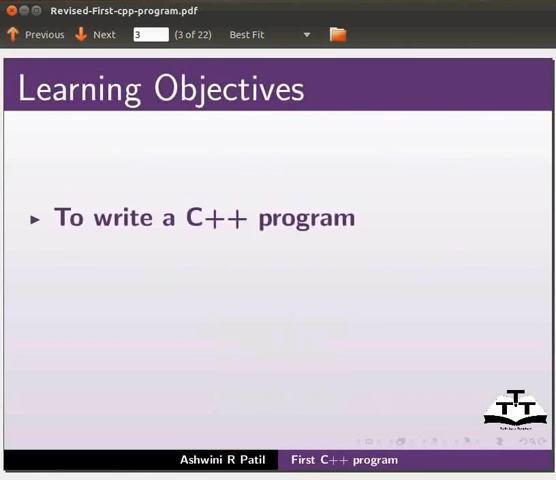 Revised-First-cpp-program.pdf
Previous Next 3 (3 of 22) Best Fit
Learning Objectives
To write a C++ program
Ashwini R Patil First C++ program